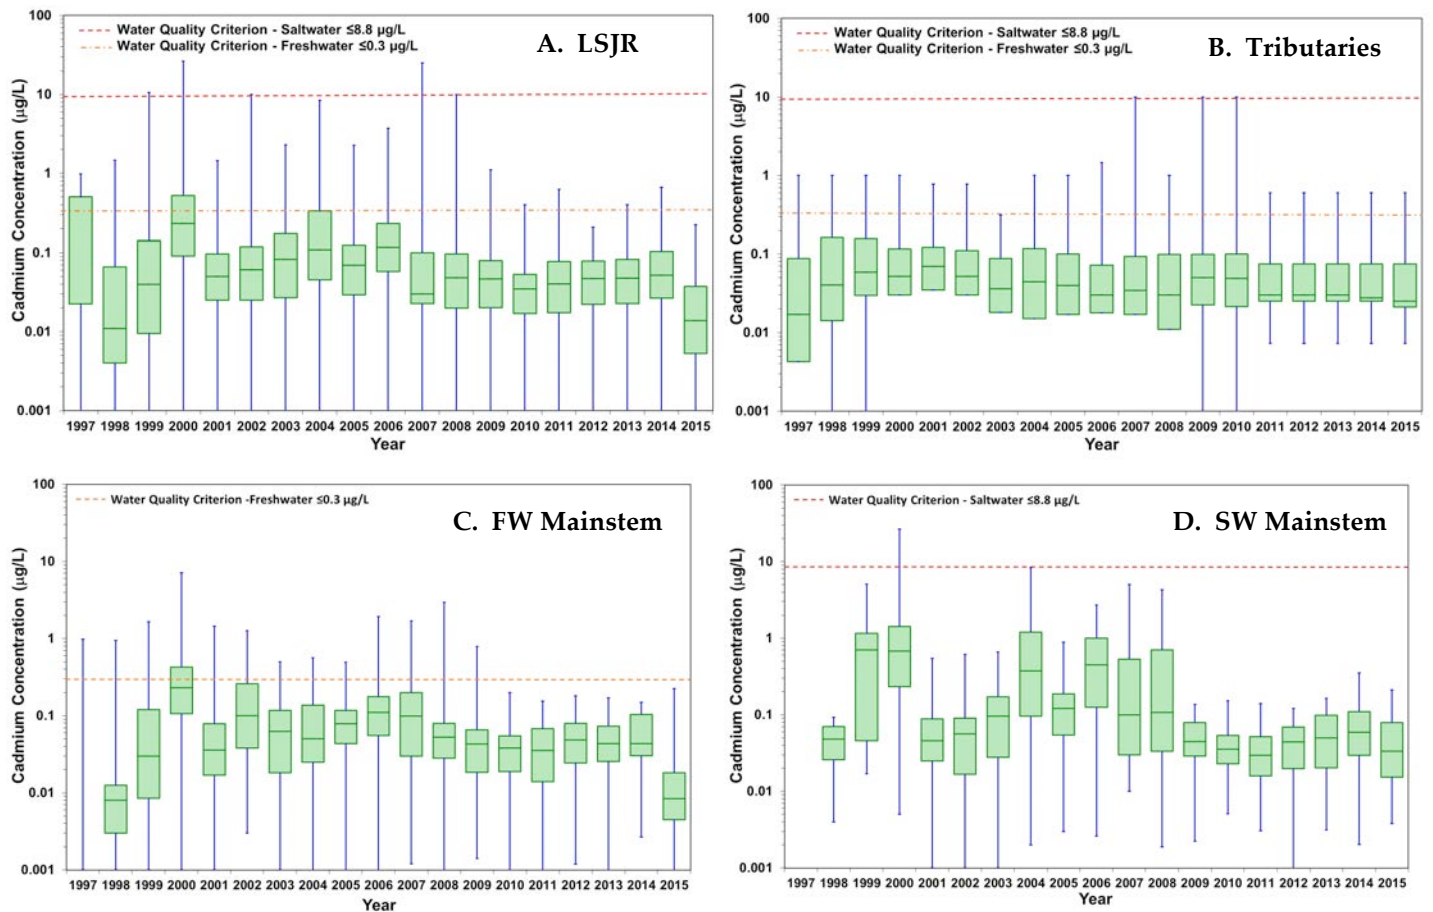 A. LSJR
Water Quality Criterion - Saltwater ≤8.8 µg/L
Water Quality Criterion - Freshwater ≤0.3 µg/L
Cadmium Concentration (µg/L)
100
10
1
0.1
0.01
0.001
1997 1998 1999 2000 2001 2002 2003 2004 2005 2006 2007 2008 2009 2010 2011 2012 2013 2014 2015
Year
B. Tributaries
Water Quality Criterion - Saltwater ≤8.8 µg/L
Water Quality Criterion - Freshwater ≤0.3 µg/L
Cadmium Concentration (µg/L)
100
10
1
0.1
0.01
0.001
1997 1998 1999 2000 2001 2002 2003 2004 2005 2006 2007 2008 2009 2010 2011 2012 2013 2014 2015
Year
C. FW Mainstem
Water Quality Criterion -Freshwater ≤0.3 µg/L
Cadmium Concentration (µg/L)
100
10
1
0.1
0.01
0.001
1997 1998 1999 2000 2001 2002 2003 2004 2005 2006 2007 2008 2009 2010 2011 2012 2013 2014 2015
Year
D. SW Mainstem
Water Quality Criterion - Saltwater ≤8.8 µg/L
Cadmium Concentration (µg/L)
100
10
1
0.1
0.01
0.001
1997 1998 1999 2000 2001 2002 2003 2004 2005 2006 2007 2008 2009 2010 2011 2012 2013 2014 2015
Year